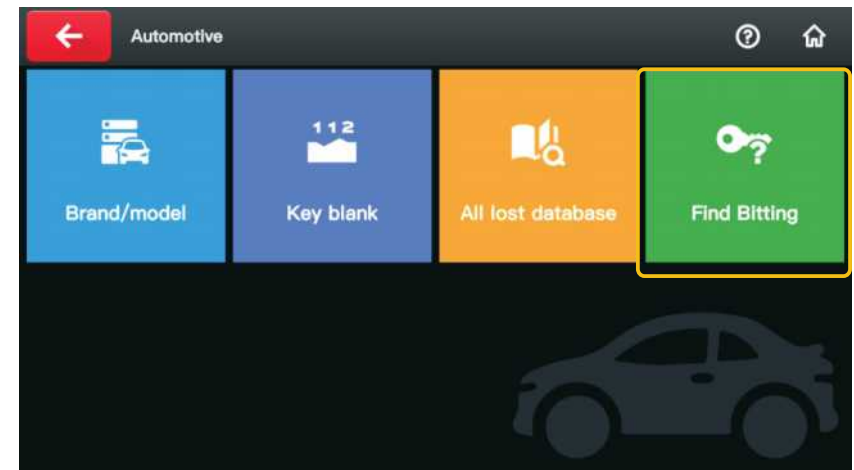 Automotive
112
Brand/model
Key blank
All lost database
Find Bitting